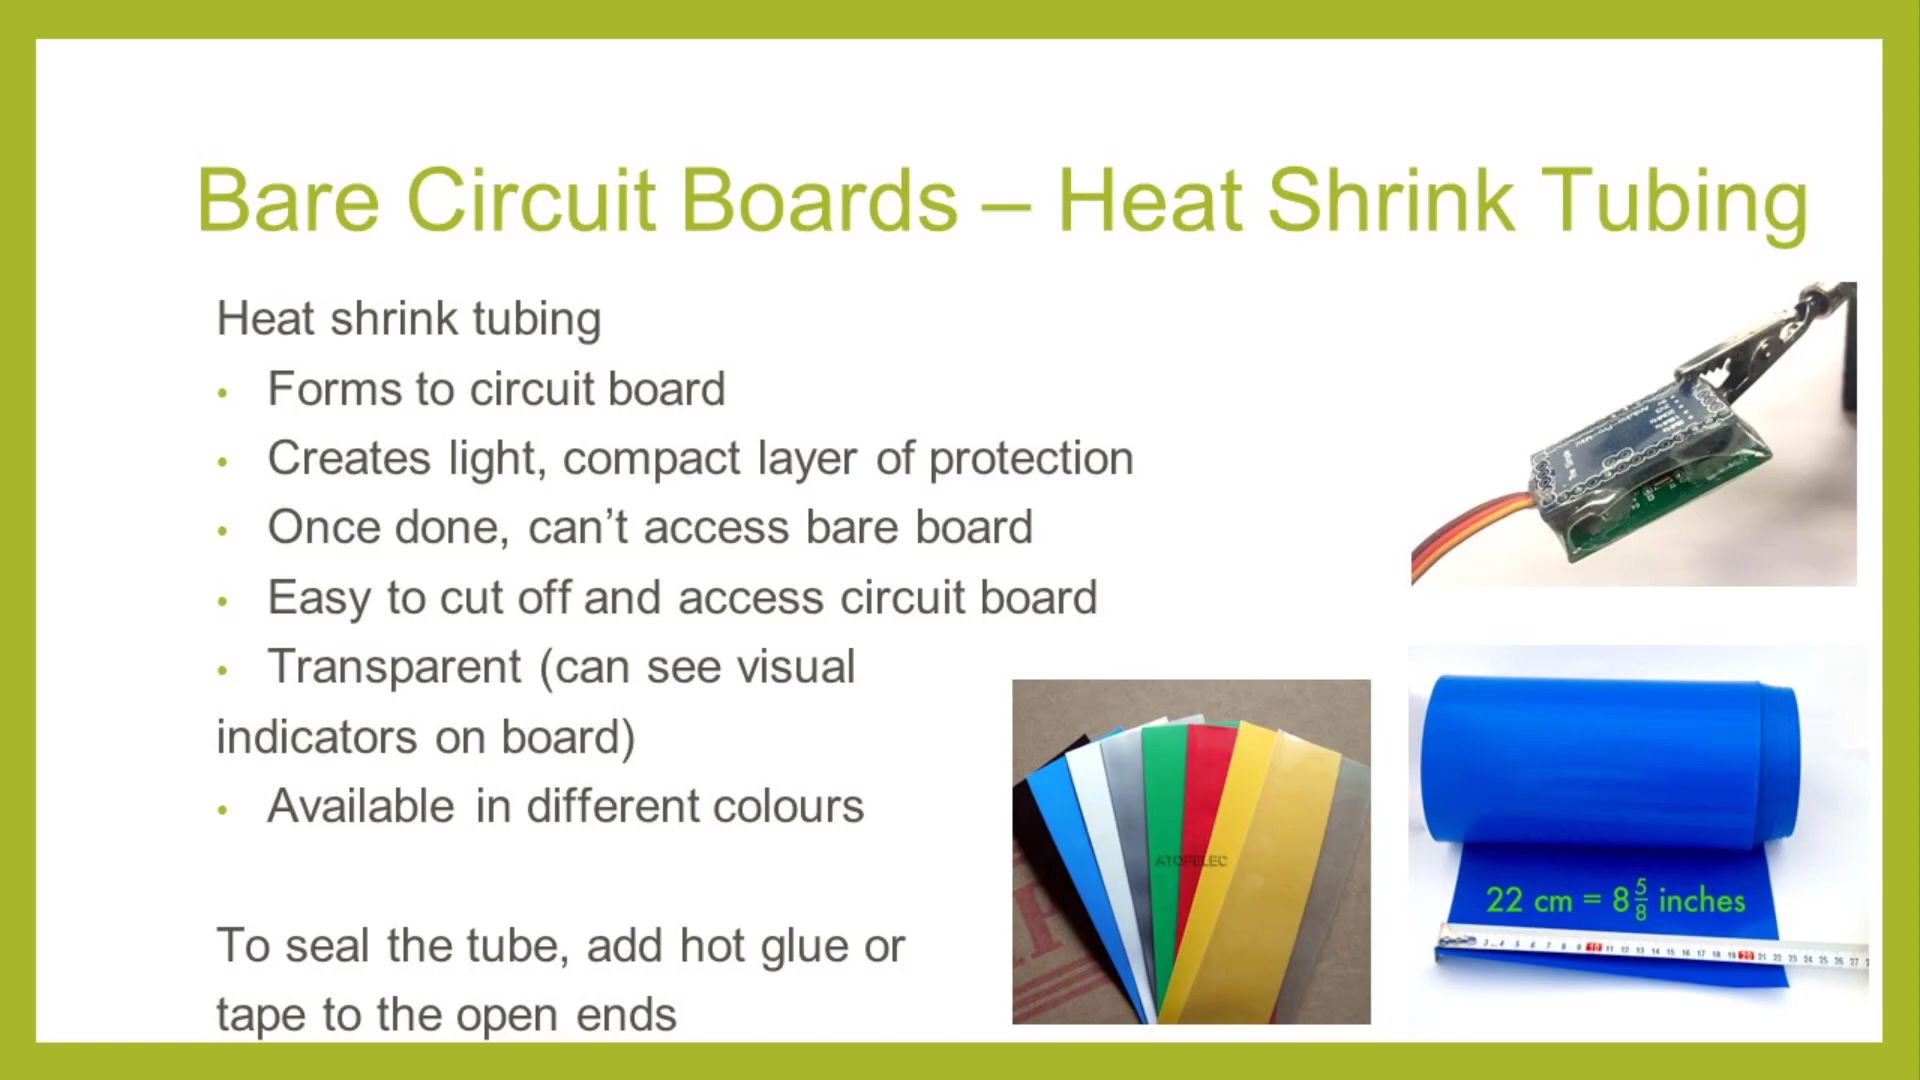 Bare Circuit Boards – Heat Shrink Tubing
Heat shrink tubing
• Forms to circuit board
• Creates light, compact layer of protection
• Once done, can’t access bare board
• Easy to cut off and access circuit board
• Transparent (can see visual
indicators on board)
• Available in different colours
To seal the tube, add hot glue or
tape to the open ends
ATOPELEC
22 cm = 8 5/8 inches